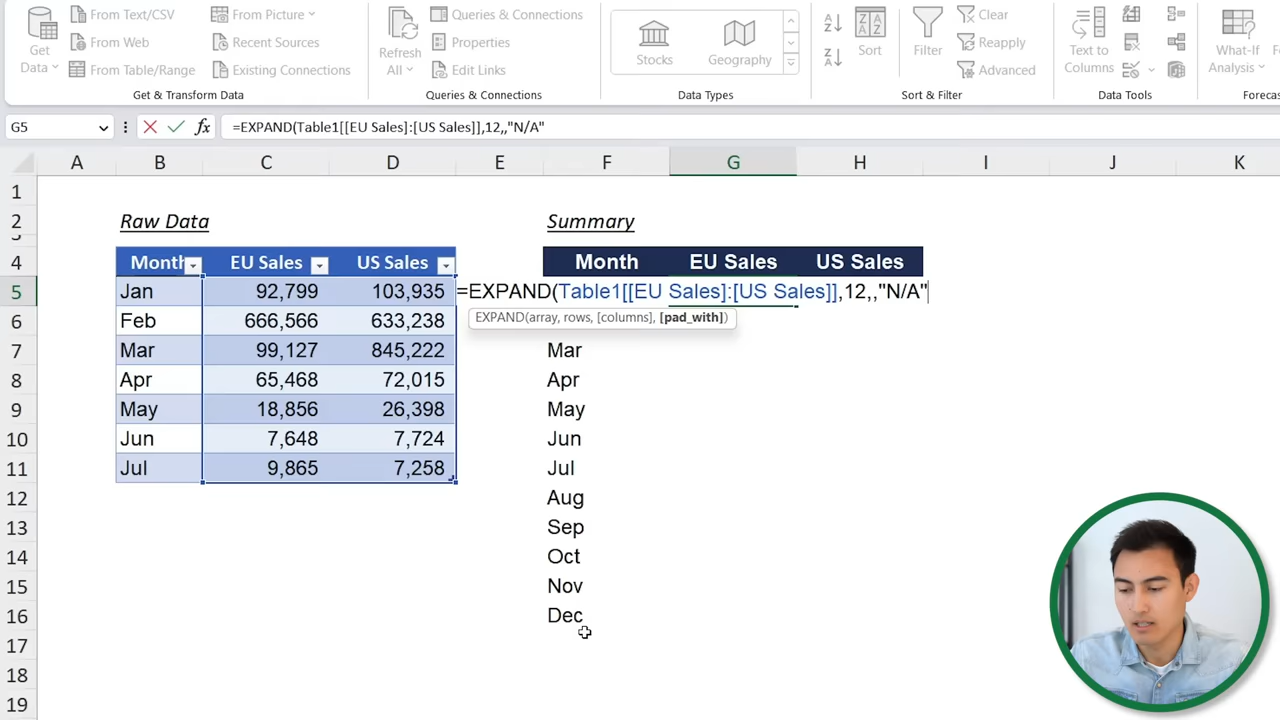 Get Data
From Text/CSV
From Web
From Table/Range
From Picture
Recent Sources
Existing Connections
Get & Transform Data
Refresh All
Queries & Connections
Properties
Edit Links
Queries & Connections
Stocks
Geography
Data Types
Sort
Filter
Clear
Reapply
Advanced
Sort & Filter
Text to Columns
Data Tools
What-If Analysis
G5
fx
=EXPAND(Table1[[EU Sales]:[US Sales]],12,,"N/A"
A B C D E F G H I J K
1
2 Raw Data Summary
3
4 Month EU Sales US Sales Month EU Sales US Sales
5 Jan 92,799 103,935 =EXPAND(Table1[[EU Sales]:[US Sales]],12,,"N/A"
EXPAND(array, rows, [columns], [pad_with])
6 Feb 666,566 633,238
7 Mar 99,127 845,222 Mar
8 Apr 65,468 72,015 Apr
9 May 18,856 26,398 May
10 Jun 7,648 7,724 Jun
11 Jul 9,865 7,258 Jul
12 Aug
13 Sep
14 Oct
15 Nov
16 Dec
17
18
19